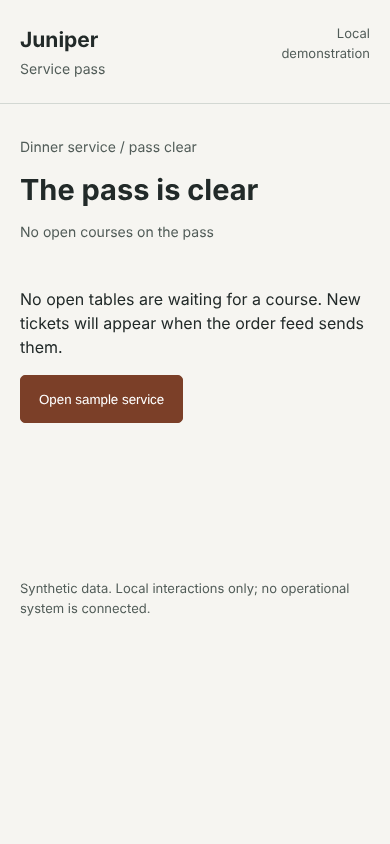 Juniper
Service pass
Local
demonstration
Dinner service / pass clear
The pass is clear
No open courses on the pass
No open tables are waiting for a course. New
tickets will appear when the order feed sends
them.
Open sample service
Synthetic data. Local interactions only; no operational
system is connected.